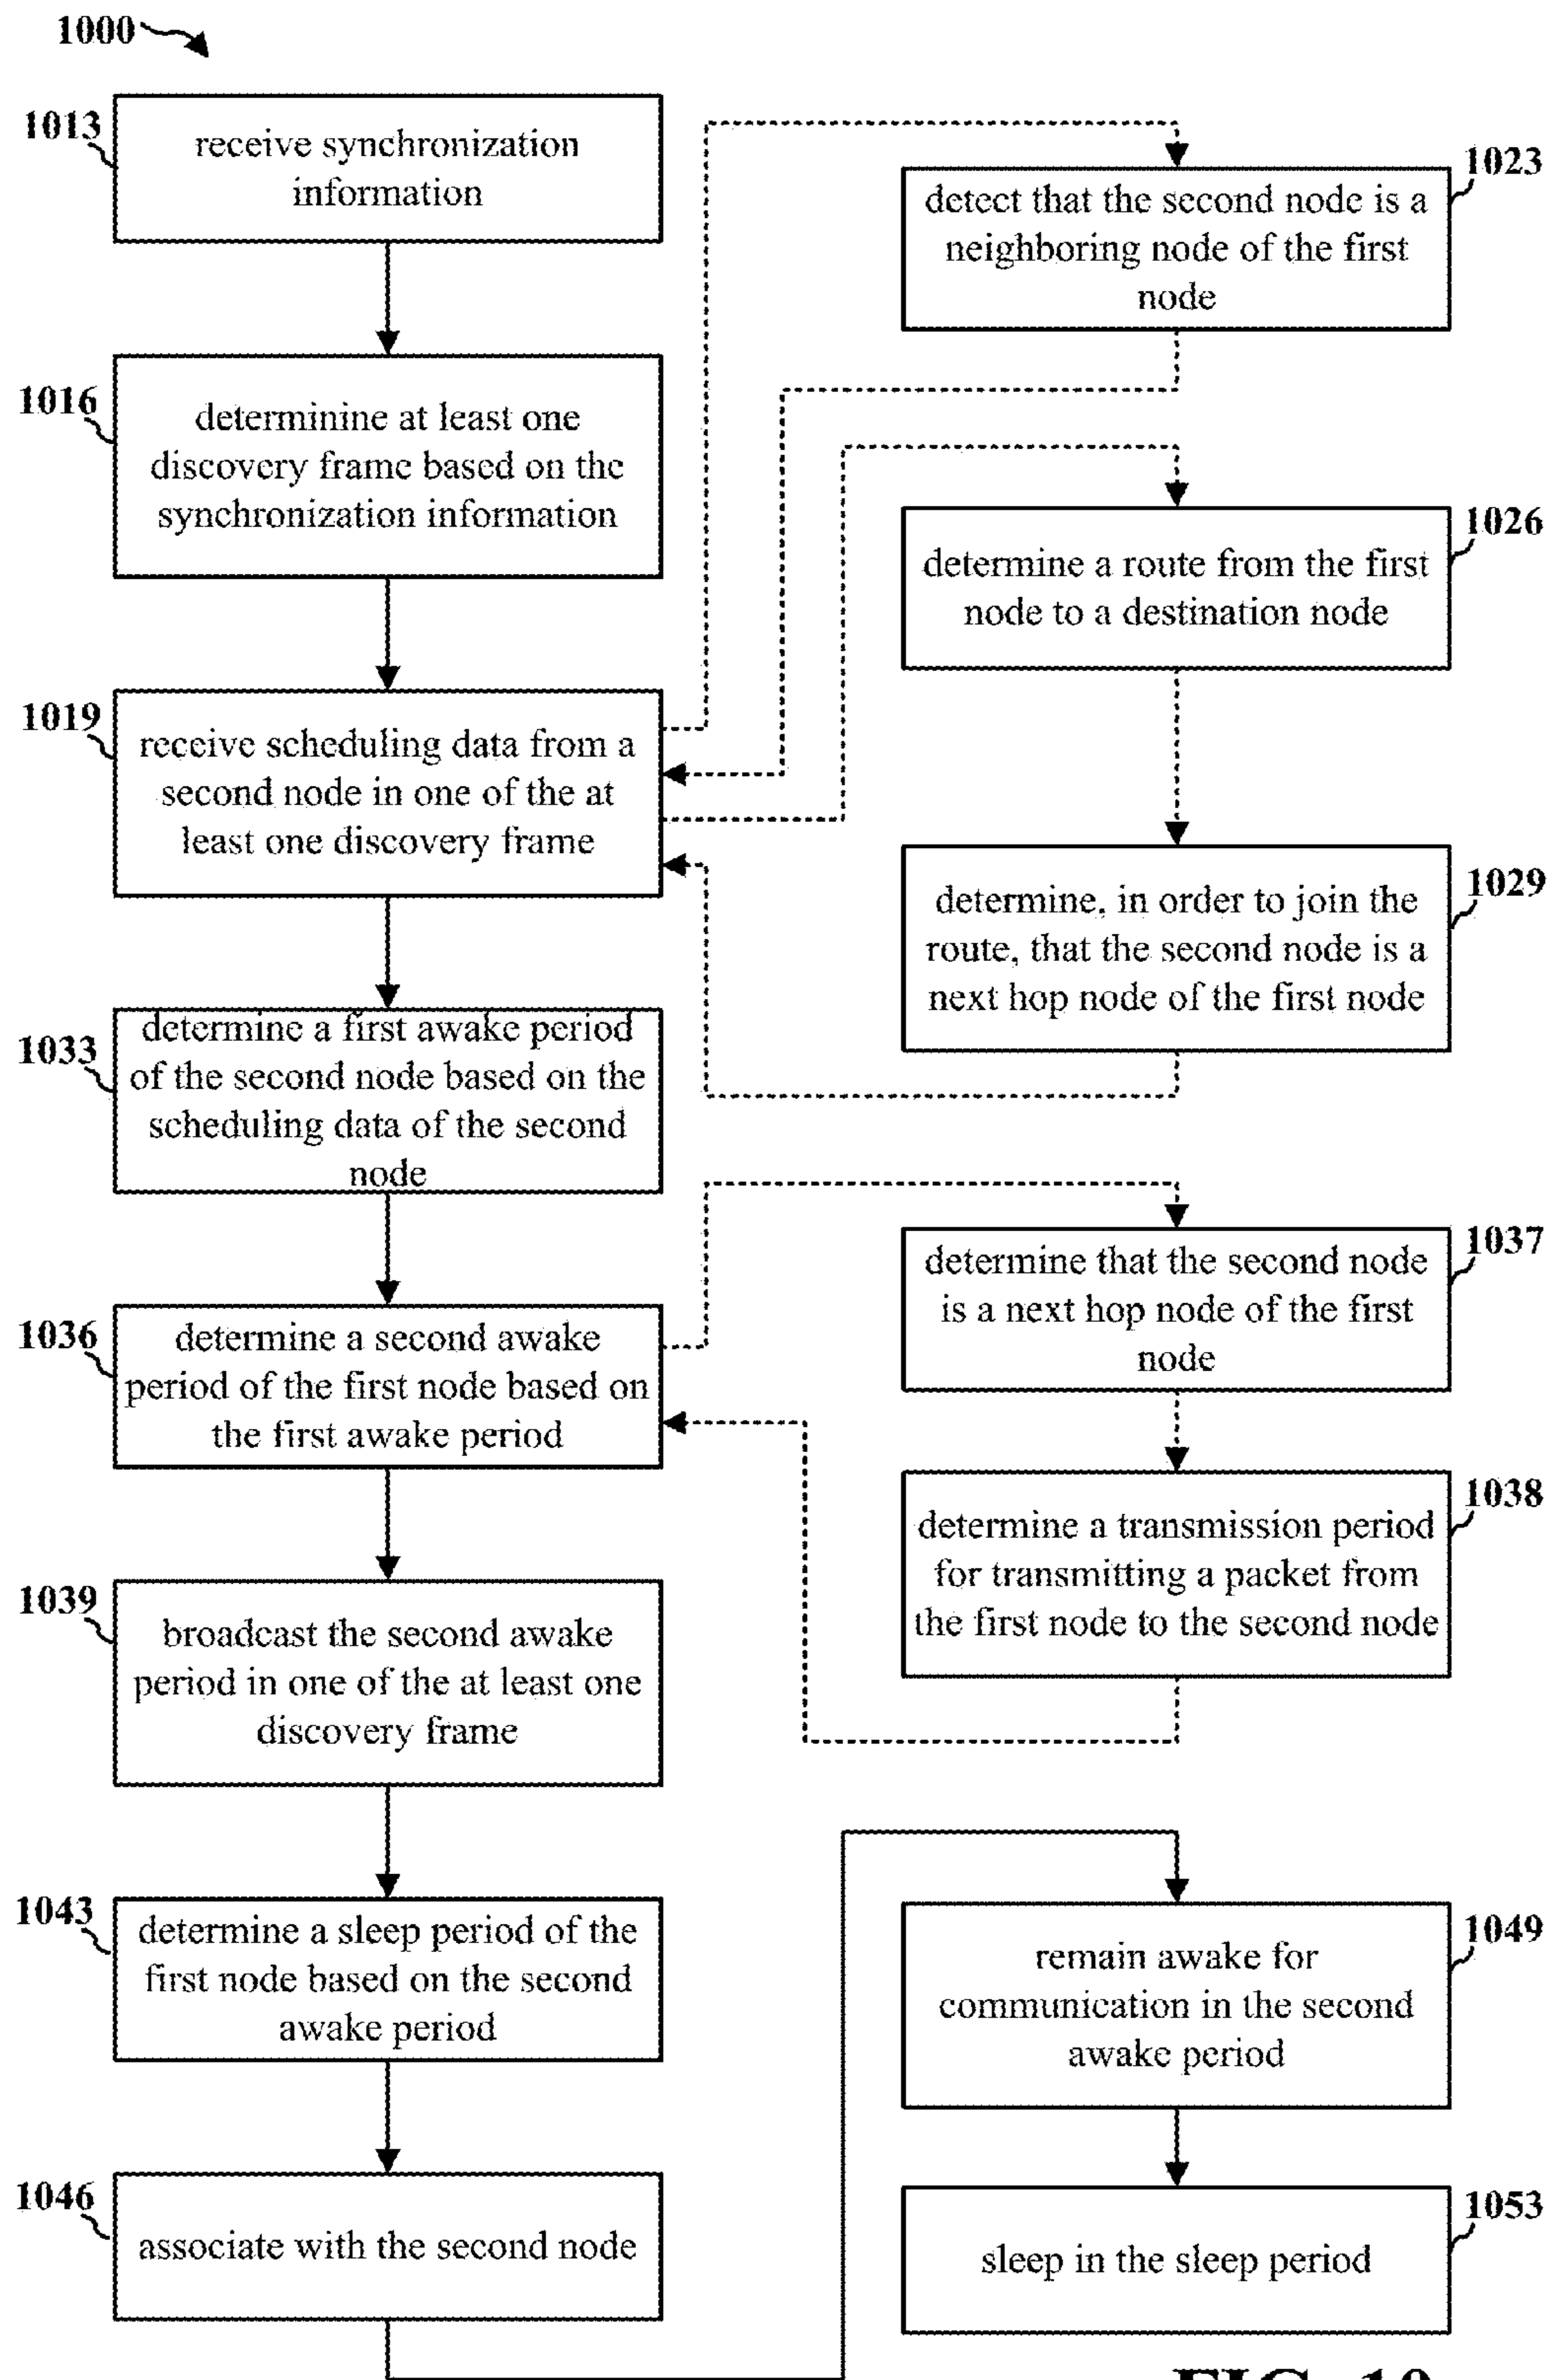 1000
1013
receive synchronization
information
1016
determinine at least one
discovery frame based on the
synchronization information
1019
receive scheduling data from a
second node in one of the at
least one discovery frame
1023
detect that the second node is a
neighboring node of the first
node
1026
determine a route from the first
node to a destination node
1029
determine, in order to join the
route, that the second node is a
next hop node of the first node
1033
determine a first awake period
of the second node based on the
scheduling data of the second
node
1036
determine a second awake
period of the first node based on
the first awake period
1037
determine that the second node
is a next hop node of the first
node
1038
determine a transmission period
for transmitting a packet from
the first node to the second node
1039
broadcast the second awake
period in one of the at least one
discovery frame
1043
determine a sleep period of the
first node based on the second
awake period
1046
associate with the second node
1049
remain awake for
communication in the second
awake period
1053
sleep in the sleep period
FIG. 10